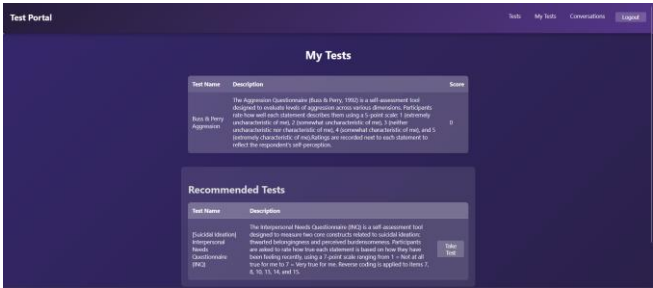 Test Portal
Tests My Tests Conversations Logout
My Tests
Test Name Description Score
Buss & Perry Aggression
The Aggression Questionnaire (Buss & Perry, 1992) is a self-assessment tool
designed to evaluate levels of aggression across various dimensions. Participants
rate how well each statement describes them using a 5-point scale: 1 (extremely
uncharacteristic of me), 2 (somewhat uncharacteristic of me), 3 (neither
uncharacteristic nor characteristic of me), 4 (somewhat characteristic of me), and 5
(extremely characteristic of me).Ratings are recorded next to each statement to
reflect the respondent's self-perception.
0
Recommended Tests
Test Name Description
[Suicidal Ideation]
Interpersonal
Needs
Questionnaire
(INQ)
The Interpersonal Needs Questionnaire (INQ) is a self-assessment tool
designed to measure two core constructs related to suicidal ideation:
thwarted belongingness and perceived burdensomeness. Participants
are asked to rate how true each statement is based on how they have
been feeling recently, using a 7-point scale ranging from 1 = Not at all
true for me to 7 = Very true for me. Reverse coding is applied to items 7,
8, 10, 13, 14, and 15.
Take
Test